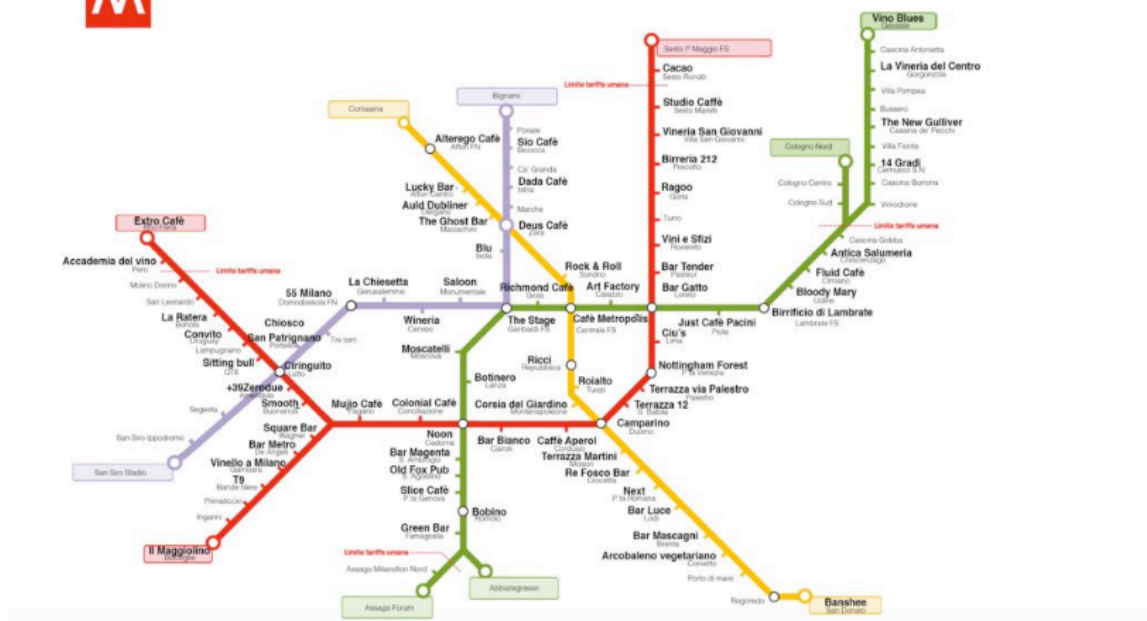 M
Vino Blues
Gessate
Cascina Antonietta
La Vineria del Centro
Gorgonzola
Villa Pompea
Bussero
The New Gulliver
Cassina de' Pecchi
Villa Fiorita
14 Gradi
Cernusco S.N.
Cascina Burrona
Vimodrone
Limite tariffa umana
Cologno Nord
Cologno Centro
Cologno Sud
Cascina Gobba
Antica Salumeria
Crescenzago
Fluid Cafè
Cimiano
Bloody Mary
Udine
Birrificio di Lambrate
Lambrate FS
Just Cafè Pacini
Piola
Sesto 1º Maggio FS
Cacao
Sesto Rondò
Limite tariffa umana
Studio Caffè
Sesto Marelli
Vineria San Giovanni
Villa San Giovanni
Birreria 212
Precotto
Ragoo
Gorla
Turro
Vini e Sfizi
Rovereto
Bar Tender
Pasteur
Bar Gatto
Loreto
Ciu's
Lima
Nottingham Forest
P.ta Venezia
Terrazza via Palestro
Palestro
Terrazza 12
S. Babila
Camparino
Duomo
Comasina
Alterego Cafè
Affori FN
Lucky Bar
Affori Centro
Auld Dubliner
Dergano
The Ghost Bar
Maciachini
Bignami
Ponale
Sio Cafè
Bicocca
Ca' Granda
Dada Cafè
Istria
Marche
Deus Cafè
Zara
Blu
Isola
Rock & Roll
Sondrio
Richmond Cafè
Gioia
Art Factory
Caiazzo
The Stage
Garibaldi FS
Cafè Metropolis
Centrale FS
Ricci
Repubblica
Roialto
Turati
Corsia del Giardino
Montenapoleone
Extro Cafè
Rho Fiera
Accademia del vino
Pero
Limite tariffa umana
Molino Dorino
San Leonardo
La Ratera
Bonola
Convito
Uruguay
Lampugnano
Sitting bull
QT8
55 Milano
Domodossola FN
La Chiesetta
Gerusalemme
Saloon
Monumentale
Wineria
Cenisio
Chiosco
San Patrignano
Portello
Tre torri
Ciringuito
Lotto
+39Zerodue
Amendola
Smooth
Buonarroti
Segesta
San Siro Ippodromo
San Siro Stadio
Mujio Cafè
Pagano
Colonial Cafè
Conciliazione
Moscatelli
Moscova
Botinero
Lanza
Square Bar
Wagner
Bar Metro
De Angeli
Vinello a Milano
Gambara
T9
Bande Nere
Primaticcio
Inganni
Il Maggiolino
Noon
Cadorna
Bar Magenta
S. Ambrogio
Old Fox Pub
S. Agostino
Slice Cafè
P.ta Genova
Bobino
Romolo
Green Bar
Famagosta
Limite tariffa umana
Assago Milanofiori Nord
Assago Forum
Abbiategrasso
Bar Bianco
Cairoli
Caffè Aperol
Cordusio
Terrazza Martini
Missori
Re Fosco Bar
Crocetta
Next
P.ta Romana
Bar Luce
Lodi
Bar Mascagni
Brenta
Arcobaleno vegetariano
Corvetto
Porto di mare
Rogoredo
Banshee
San Donato